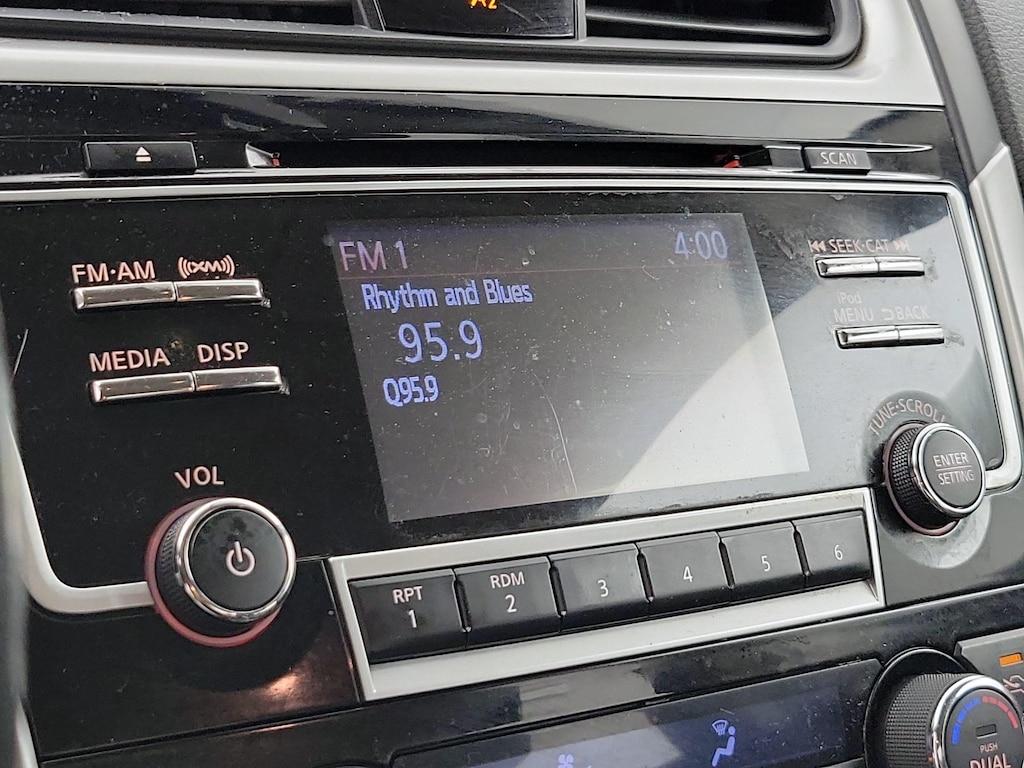 SCAN
FM·AM ((XM))
MEDIA DISP
VOL
FM 1 4:00
Rhythm and Blues
95.9
Q95.9
SEEK·CAT
iPod
MENU BACK
TUNE·SCROLL
ENTER
SETTING
RPT
1
RDM
2
3
4
5
6
PUSH
DUAL